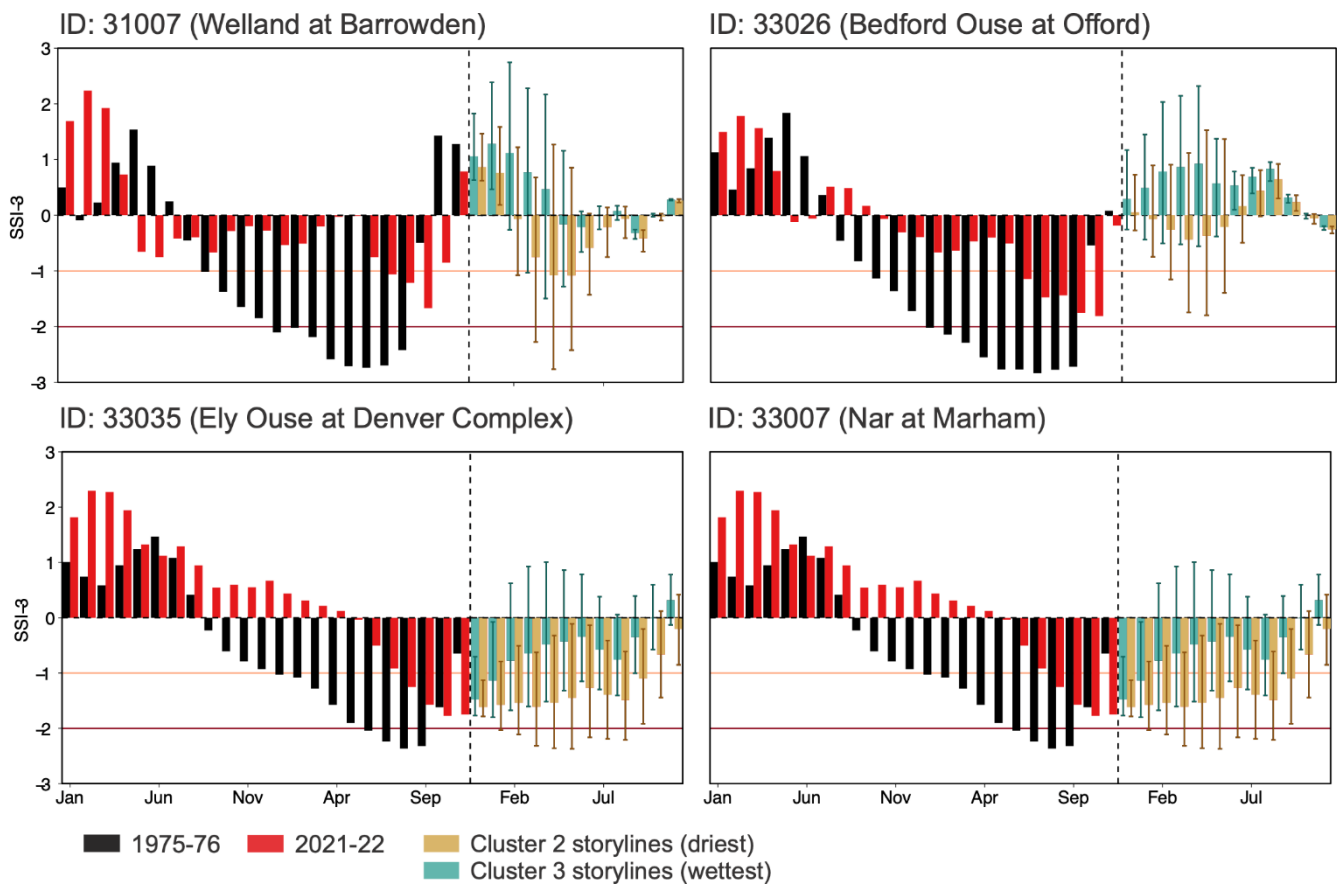 ID: 31007 (Welland at Barrowden)
ID: 33026 (Bedford Ouse at Offord)
3
2
1
0
−1
−2
−3
SSI-3
ID: 33035 (Ely Ouse at Denver Complex)
ID: 33007 (Nar at Marham)
3
2
1
0
−1
−2
−3
SSI-3
Jan Jun Nov Apr Sep Feb Jul
Jan Jun Nov Apr Sep Feb Jul
1975-76 2021-22 Cluster 2 storylines (driest)
Cluster 3 storylines (wettest)